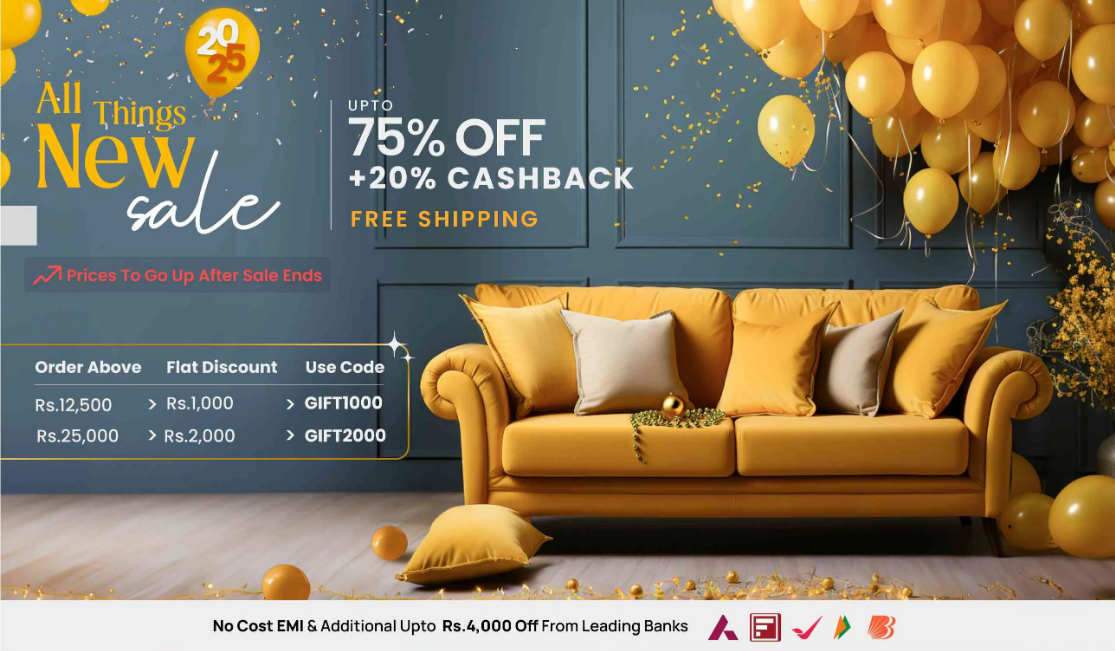 20
25
All Things
New
sale
UPTO
75% OFF
+20% CASHBACK
FREE SHIPPING
Prices To Go Up After Sale Ends
Order Above Flat Discount Use Code
Rs.12,500 > Rs.1,000 > GIFT1000
Rs.25,000 > Rs.2,000 > GIFT2000
No Cost EMI & Additional Upto Rs.4,000 Off From Leading Banks